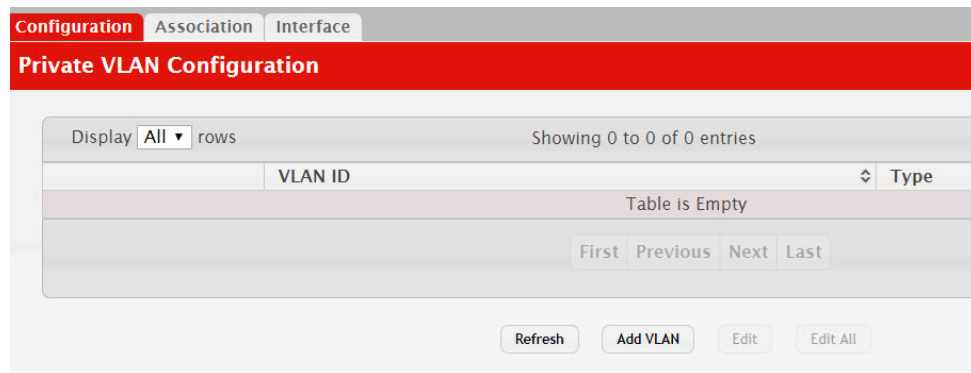 Configuration Association Interface
Private VLAN Configuration
Display All rows Showing 0 to 0 of 0 entries
VLAN ID Type
Table is Empty
First Previous Next Last
Refresh Add VLAN Edit Edit All